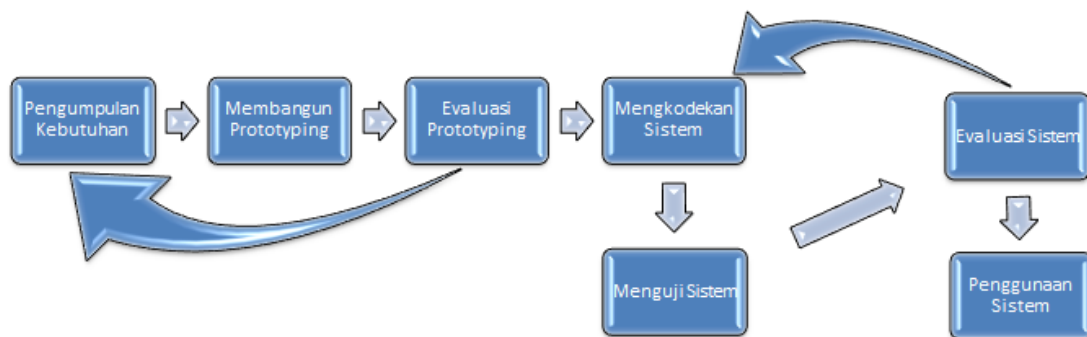 Pengumpulan
Kebutuhan
Membangun
Prototyping
Evaluasi
Prototyping
Mengkodekan
Sistem
Menguji Sistem
Evaluasi Sistem
Penggunaan
Sistem